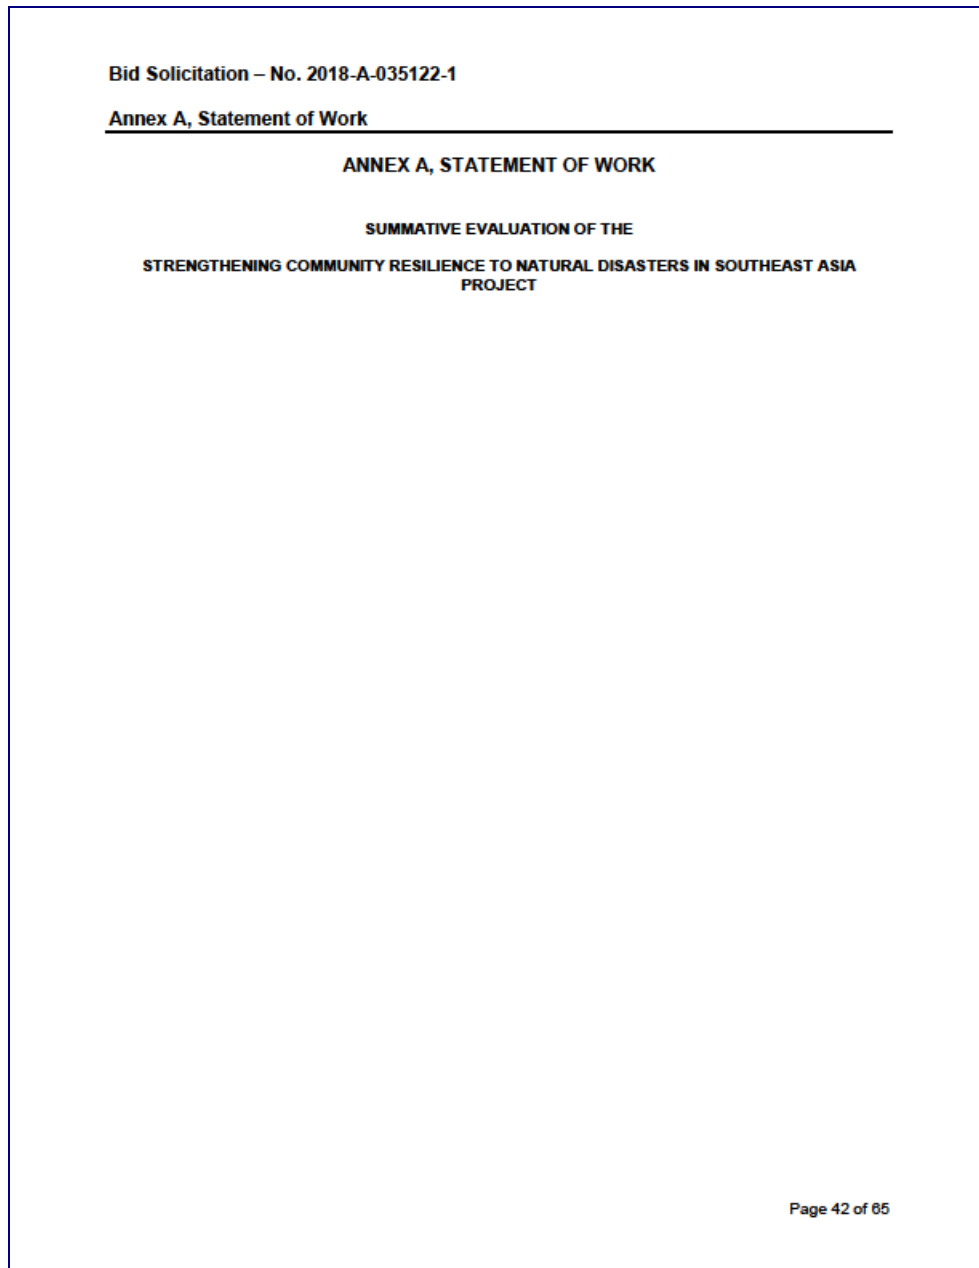 Bid Solicitation – No. 2018-A-035122-1
Annex A, Statement of Work
ANNEX A, STATEMENT OF WORK
SUMMATIVE EVALUATION OF THE
STRENGTHENING COMMUNITY RESILIENCE TO NATURAL DISASTERS IN SOUTHEAST ASIA
PROJECT
Page 42 of 65